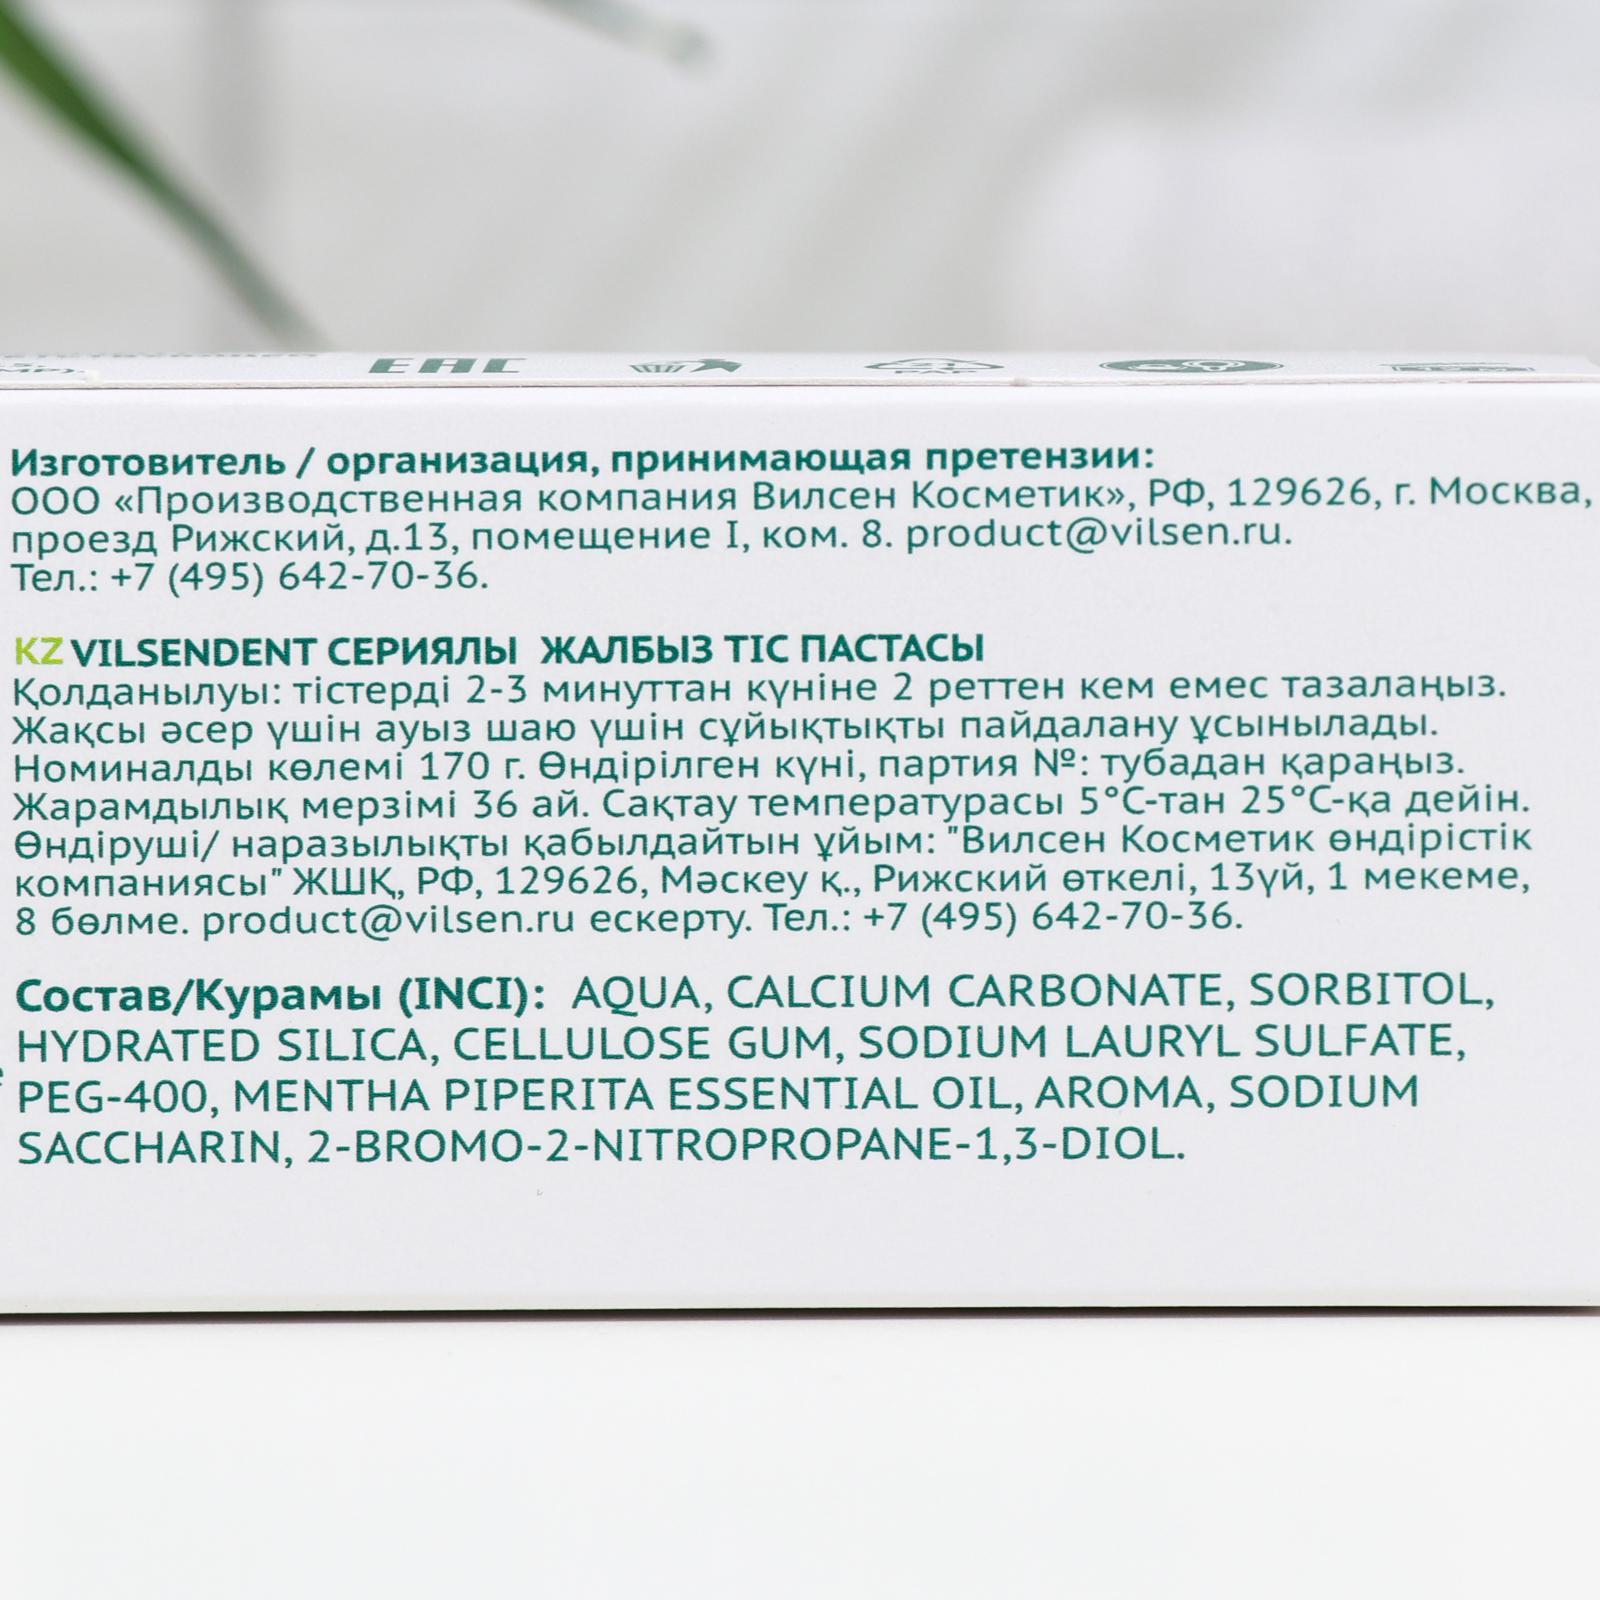 ЕАС
PAP
Изготовитель / организация, принимающая претензии:
ООО «Производственная компания Вилсен Косметик», РФ, 129626, г. Москва,
проезд Рижский, д.13, помещение I, ком. 8. product@vilsen.ru.
Тел.: +7 (495) 642-70-36.
KZ VILSENDENT СЕРИЯЛЫ ЖАЛБЫЗ ТІС ПАСТАСЫ
Қолданылуы: тістерді 2-3 минуттан күніне 2 реттен кем емес тазалаңыз.
Жақсы әсер үшін ауыз шаю үшін сұйықтықты пайдалану ұсынылады.
Номиналды көлемі 170 г. Өндірілген күні, партия №: тубадан қараңыз.
Жарамдылық мерзімі 36 ай. Сақтау температурасы 5°С-тан 25°С-қа дейін.
Өндіруші/ наразылықты қабылдайтын ұйым: "Вилсен Косметик өндірістік
компаниясы" ЖШҚ, РФ, 129626, Мәскеу қ., Рижский өткелі, 13үй, 1 мекеме,
8 бөлме. product@vilsen.ru ескерту. Тел.: +7 (495) 642-70-36.
Состав/Курамы (INCI): AQUA, CALCIUM CARBONATE, SORBITOL,
HYDRATED SILICA, CELLULOSE GUM, SODIUM LAURYL SULFATE,
PEG-400, MENTHA PIPERITA ESSENTIAL OIL, AROMA, SODIUM
SACCHARIN, 2-BROMO-2-NITROPROPANE-1,3-DIOL.